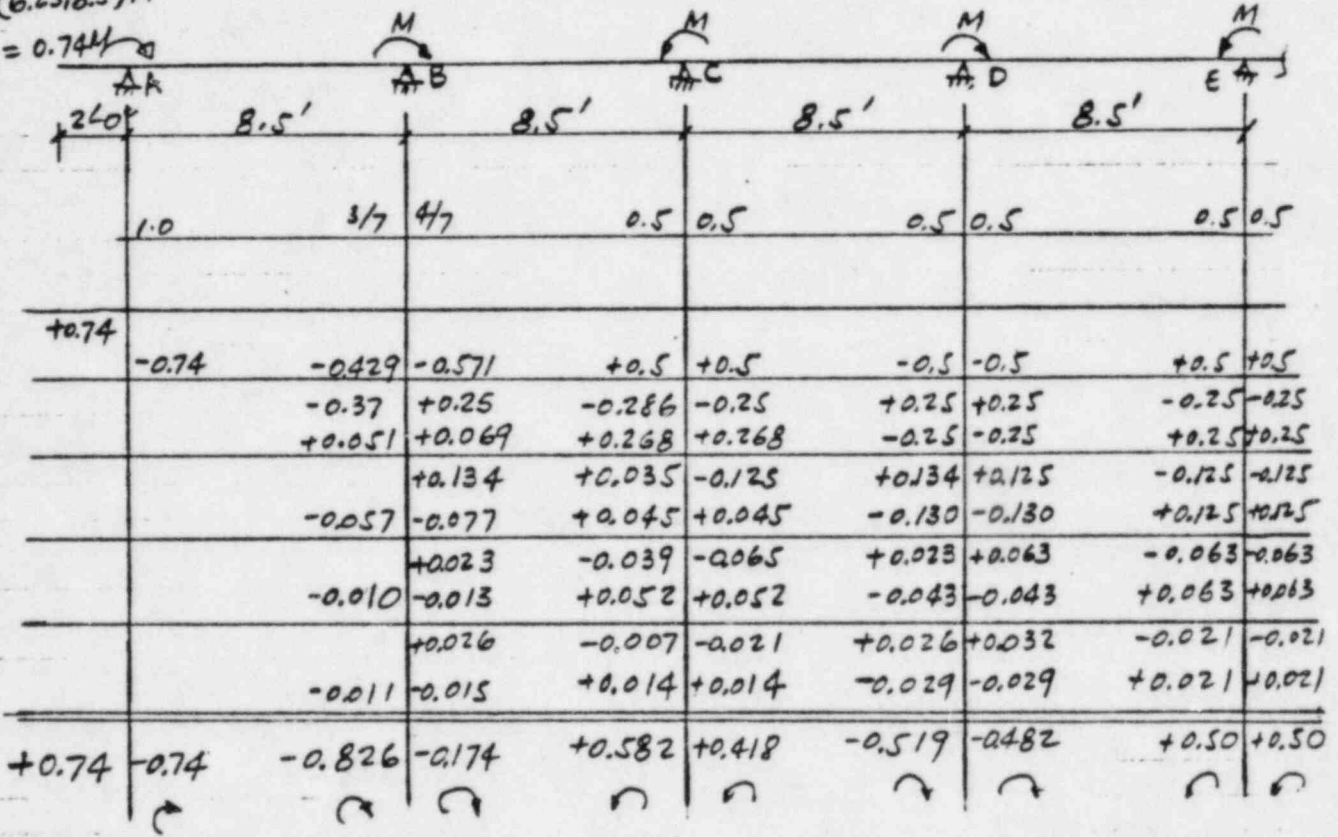 = 0.74M
M M M M
A B C D E
2'-0" 8.5' 8.5' 8.5' 8.5'
1.0 3/7 4/7 0.5 0.5 0.5 0.5 0.5 0.5
+0.74
-0.74 -0.429 -0.571 +0.5 +0.5 -0.5 -0.5 +0.5 +0.5
-0.37 +0.25 -0.286 -0.25 +0.25 +0.25 -0.25 -0.25
+0.051 +0.069 +0.268 +0.268 -0.25 -0.25 +0.25 +0.25
+0.134 +0.035 -0.125 +0.134 +0.125 -0.125 -0.125
-0.057 -0.077 +0.045 +0.045 -0.130 -0.130 +0.125 +0.125
+0.023 -0.039 -0.065 +0.023 +0.063 -0.063 -0.063
-0.010 -0.013 +0.052 +0.052 -0.043 -0.043 +0.063 +0.063
+0.026 -0.007 -0.021 +0.026 +0.032 -0.021 -0.021
-0.011 -0.015 +0.014 +0.014 -0.029 -0.029 +0.021 +0.021
+0.74 -0.74 -0.826 -0.174 +0.582 +0.418 -0.519 -0.482 +0.50 +0.50